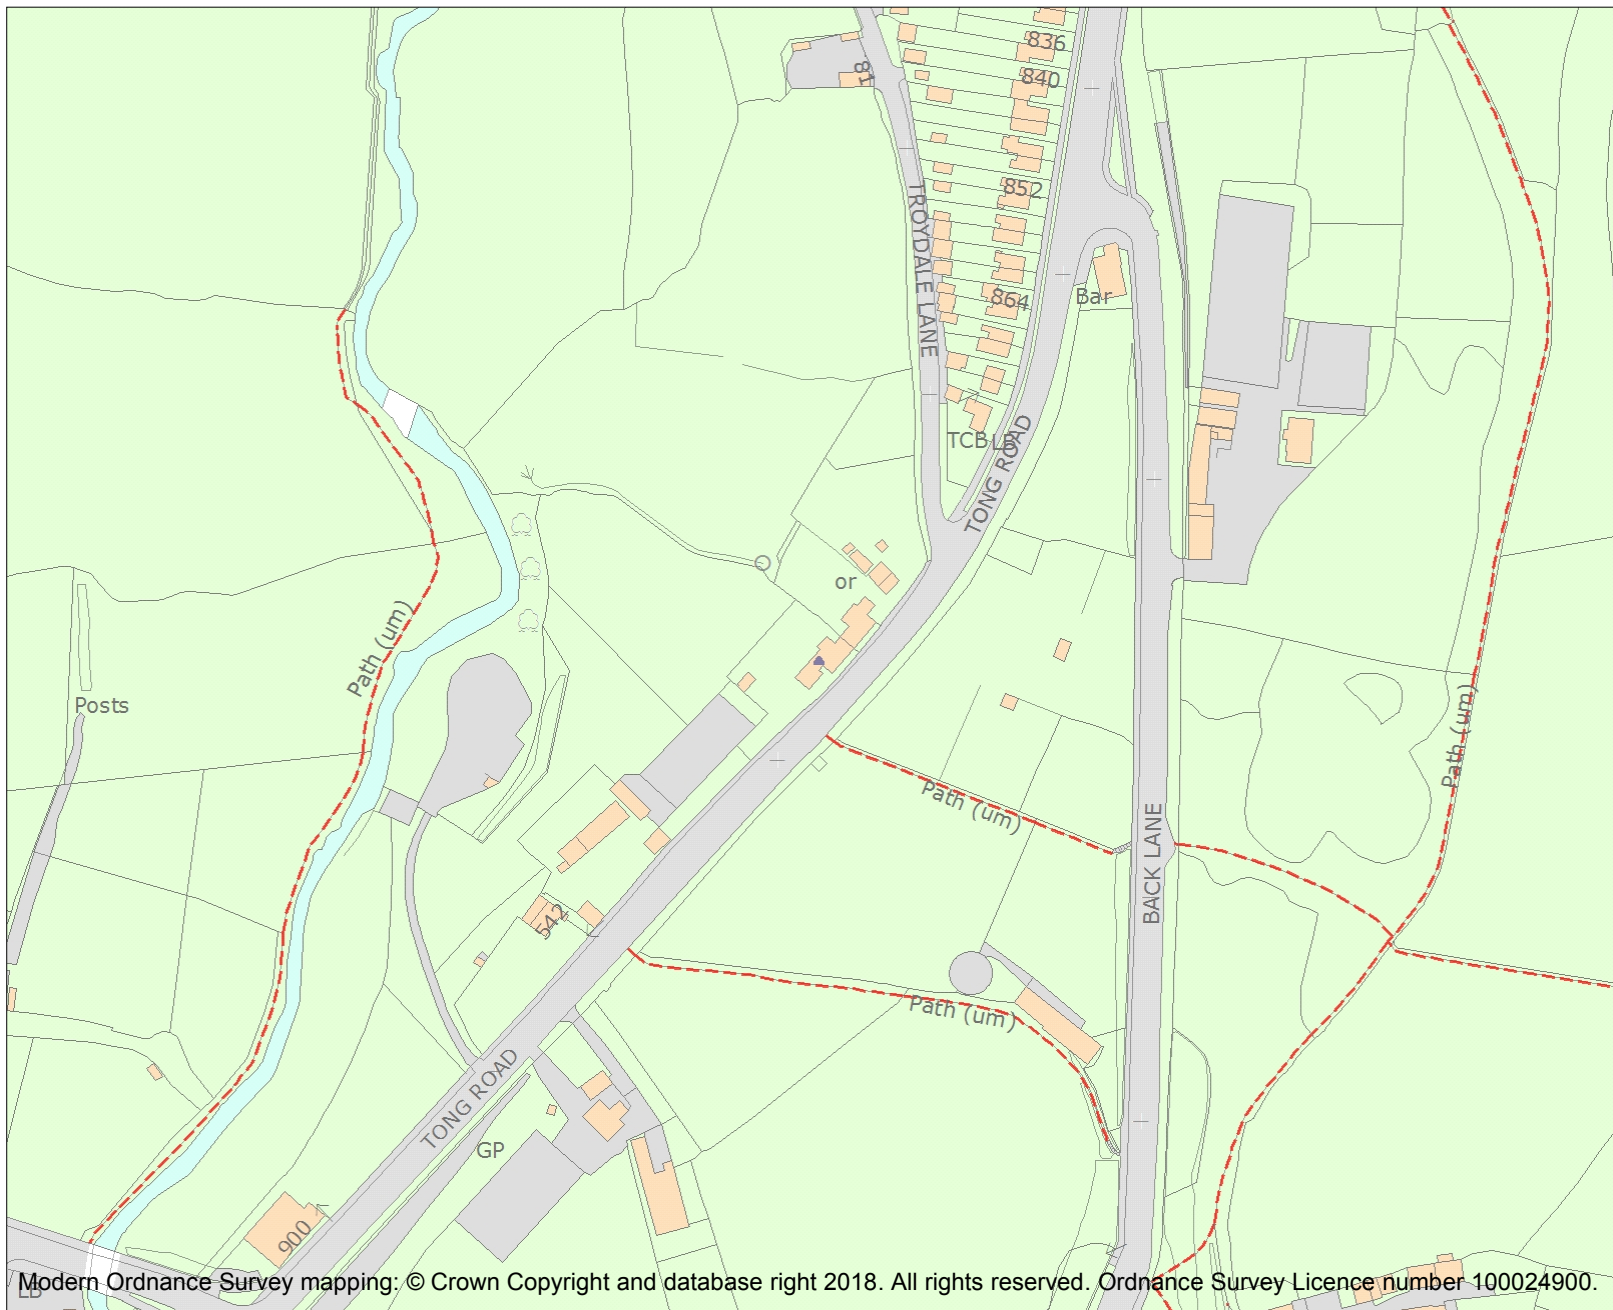 836
81
840
852
TROYDALE LANE
864
Bar
TCB
LB
TONG ROAD
or
Path (um)
Posts
Path (um)
Path (um)
BACK LANE
542
Path (um)
TONG ROAD
GP
900
LB
Modern Ordnance Survey mapping: © Crown Copyright and database right 2018. All rights reserved. Ordnance Survey Licence number 100024900.